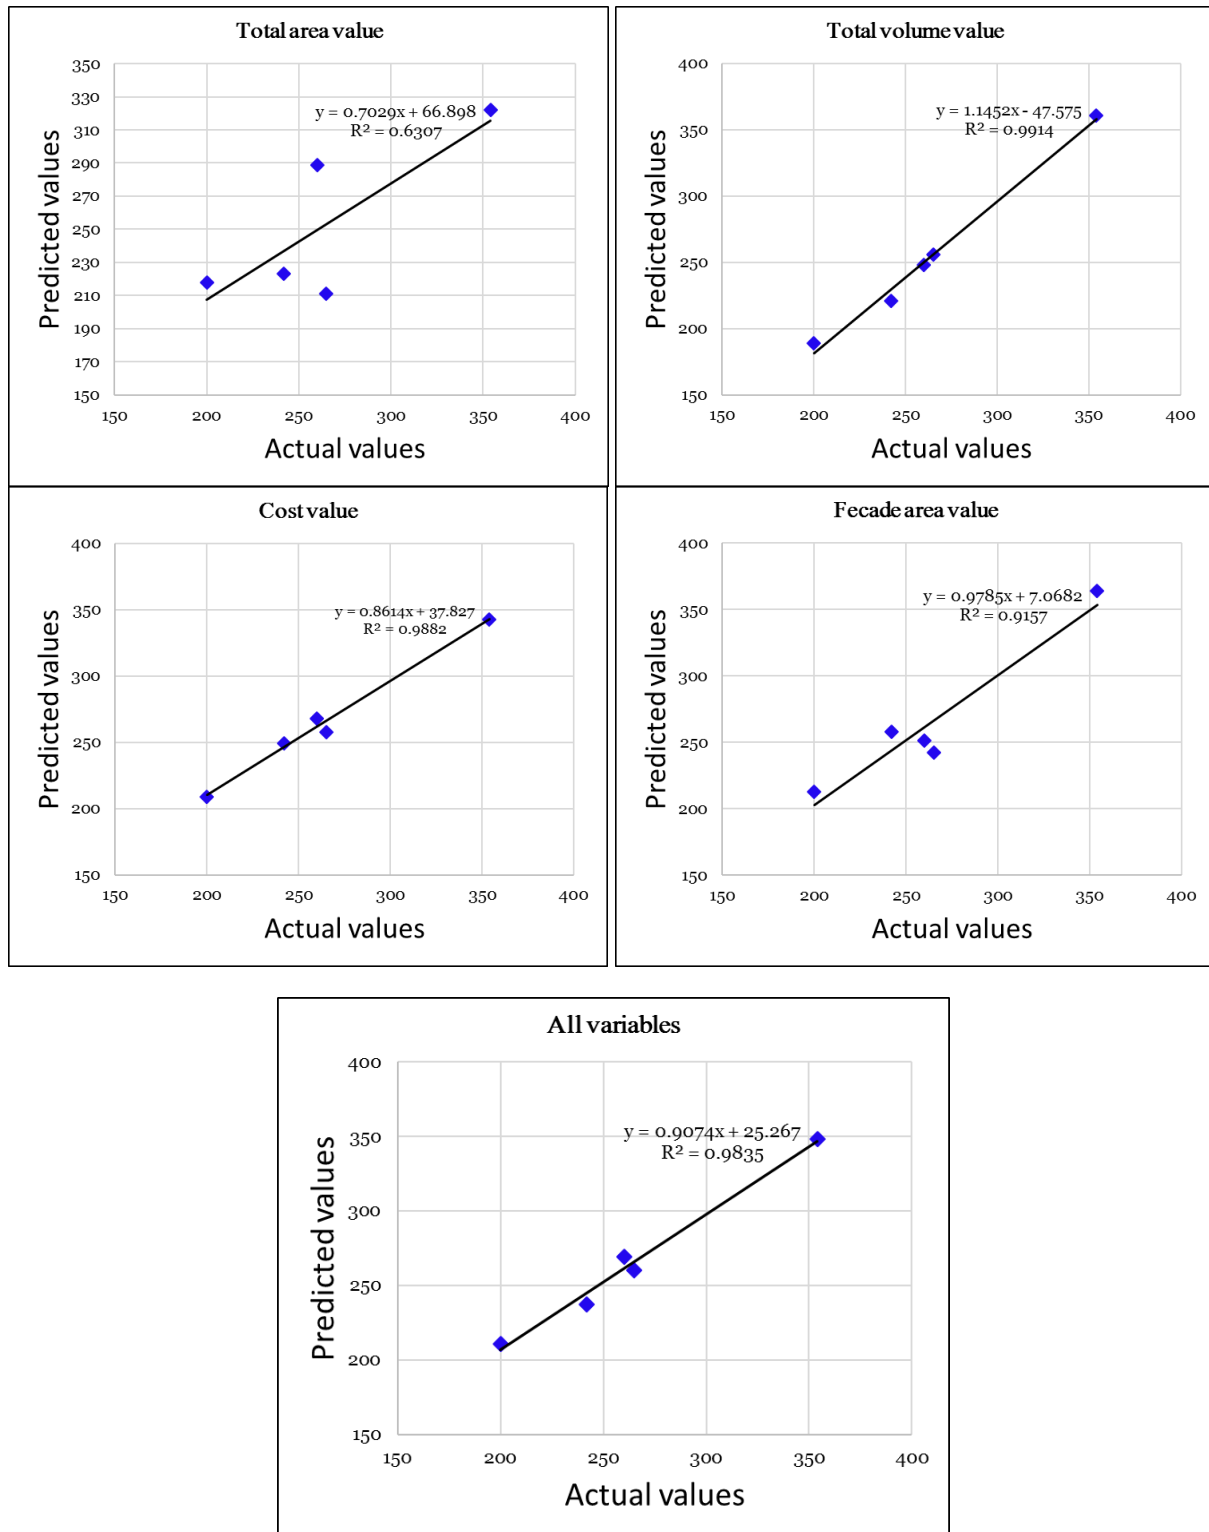 Total area value
350
330
310
290
270
250
230
210
190
170
150
y = 0.7029x + 66.898
R² = 0.6307
150 200 250 300 350 400
Actual values
Predicted values
Total volume value
400
350
300
250
200
150
y = 1.1452x - 47.575
R² = 0.9914
150 200 250 300 350 400
Actual values
Predicted values
Cost value
400
350
300
250
200
150
y = 0.8614x + 37.827
R² = 0.9882
150 200 250 300 350 400
Actual values
Predicted values
Fecade area value
400
350
300
250
200
150
y = 0.9785x + 7.0682
R² = 0.9157
150 200 250 300 350 400
Actual values
Predicted values
All variables
400
350
300
250
200
150
y = 0.9074x + 25.267
R² = 0.9835
150 200 250 300 350 400
Actual values
Predicted values